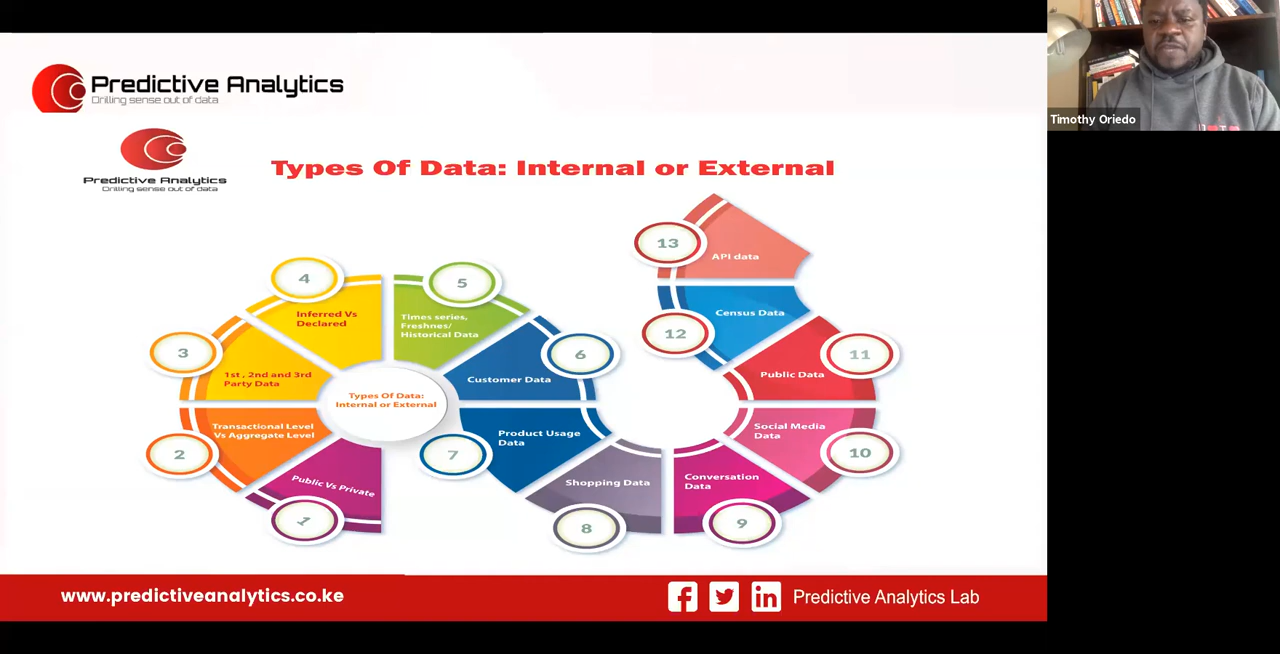 Predictive Analytics
Drilling sense out of data
Timothy Oriedo
Predictive Analytics
Drilling sense out of data
Types Of Data: Internal or External
1
Public Vs Private
2
Transactional Level
Vs Aggregate Level
3
1st , 2nd and 3rd
Party Data
4
Inferred Vs
Declared
5
Times series,
Freshnes/
Historical Data
6
Customer Data
7
Product Usage
Data
8
Shopping Data
9
Conversation
Data
10
Social Media
Data
11
Public Data
12
Census Data
13
API data
Types Of Data:
Internal or External
www.predictiveanalytics.co.ke
Predictive Analytics Lab